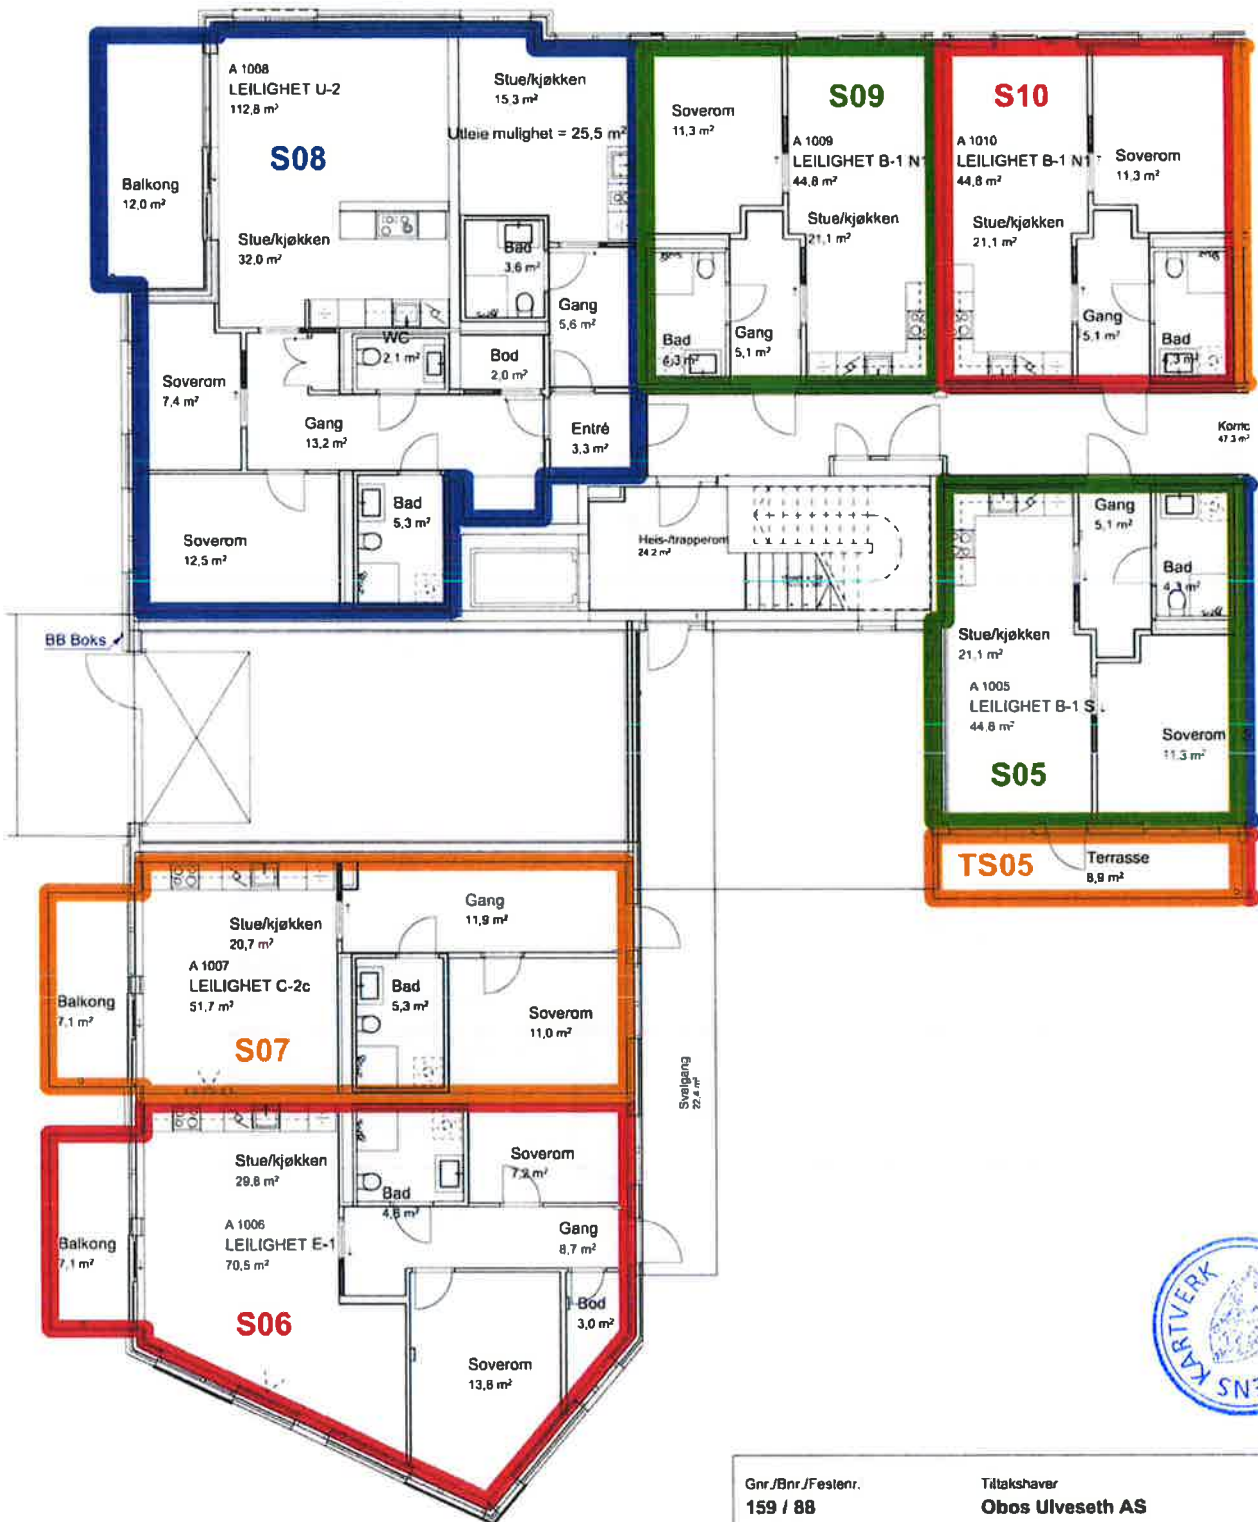 A 1008
LEILIGHET U-2
112,8 m²
S08
Stue/kjøkken
15,3 m²
Utleie mulighet = 25,5 m²
Balkong
12,0 m²
Stue/kjøkken
32,0 m²
Bad
3,6 m²
Gang
5,6 m²
WC
2,1 m²
Bod
2,0 m²
Soverom
7,4 m²
Gang
13,2 m²
Entré
3,3 m²
Soverom
12,5 m²
Bad
5,3 m²
Soverom
11,3 m²
S09
A 1009
LEILIGHET B-1 N1
44,8 m²
Stue/kjøkken
21,1 m²
Bad
4,3 m²
Gang
5,1 m²
S10
A 1010
LEILIGHET B-1 N1
44,8 m²
Soverom
11,3 m²
Stue/kjøkken
21,1 m²
Gang
5,1 m²
Bad
4,3 m²
Korric
47,3 m²
Heis-/trapperom
24,2 m²
Gang
5,1 m²
Bad
4,3 m²
Stue/kjøkken
21,1 m²
A 1005
LEILIGHET B-1 S
44,8 m²
Soverom
11,3 m²
S05
TS05
Terrasse
8,9 m²
BB Boks
Stue/kjøkken
20,7 m²
A 1007
LEILIGHET C-2c
51,7 m²
S07
Gang
11,9 m²
Bad
5,3 m²
Soverom
11,0 m²
Balkong
7,1 m²
Svalgang
22,4 m²
Stue/kjøkken
29,8 m²
A 1006
LEILIGHET E-1
70,5 m²
S06
Bad
4,8 m²
Soverom
7,2 m²
Gang
8,7 m²
Balkong
7,1 m²
Bod
3,0 m²
Soverom
13,8 m²
ENS KARTVERK
Gnr./Bnr./Festenr.
159 / 88
Tiltakshaver
Obos Ulveseth AS